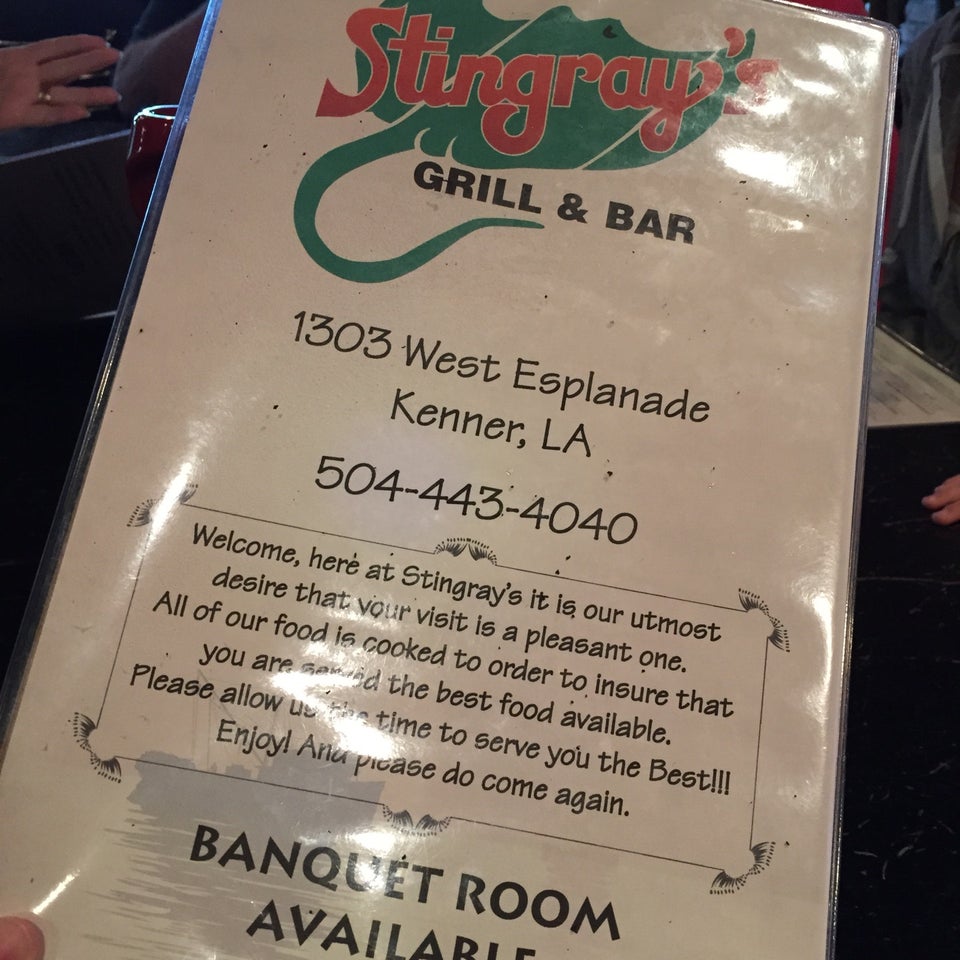 Stingray's
GRILL & BAR
1303 West Esplanade
Kenner, LA
504-443-4040
Welcome, here at Stingray's it is our utmost
desire that your visit is a pleasant one.
All of our food is cooked to order to insure that
you are served the best food available.
Please allow us the time to serve you the Best!!!
Enjoy! And please do come again.
BANQUET ROOM
AVAILABLE